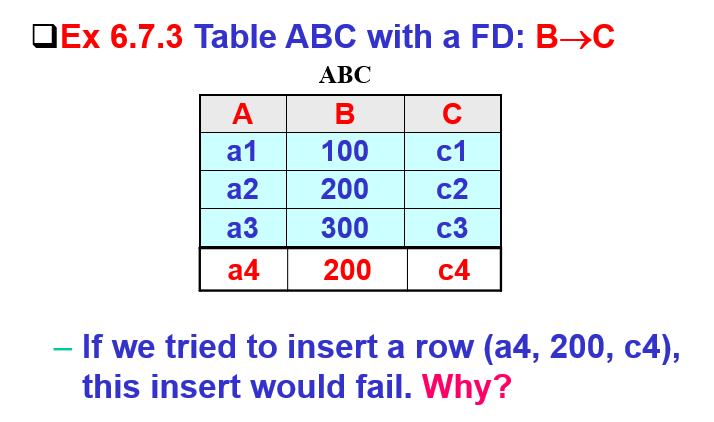 ❑Ex 6.7.3 Table ABC with a FD: B→C
ABC
A B C
a1 100 c1
a2 200 c2
a3 300 c3
a4 200 c4
– If we tried to insert a row (a4, 200, c4),
this insert would fail. Why?